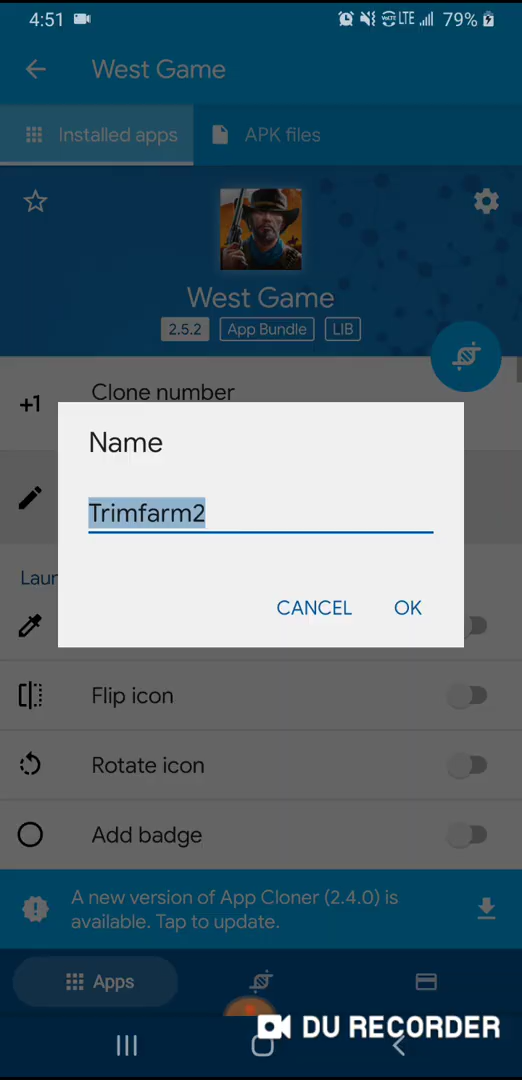 4:51
LTE
79%
West Game
Installed apps
APK files
West Game
2.5.2
App Bundle
LIB
+1
Clone number
Name
Trimfarm2
CANCEL
OK
Laun
Flip icon
Rotate icon
Add badge
A new version of App Cloner (2.4.0) is
available. Tap to update.
Apps
DU RECORDER